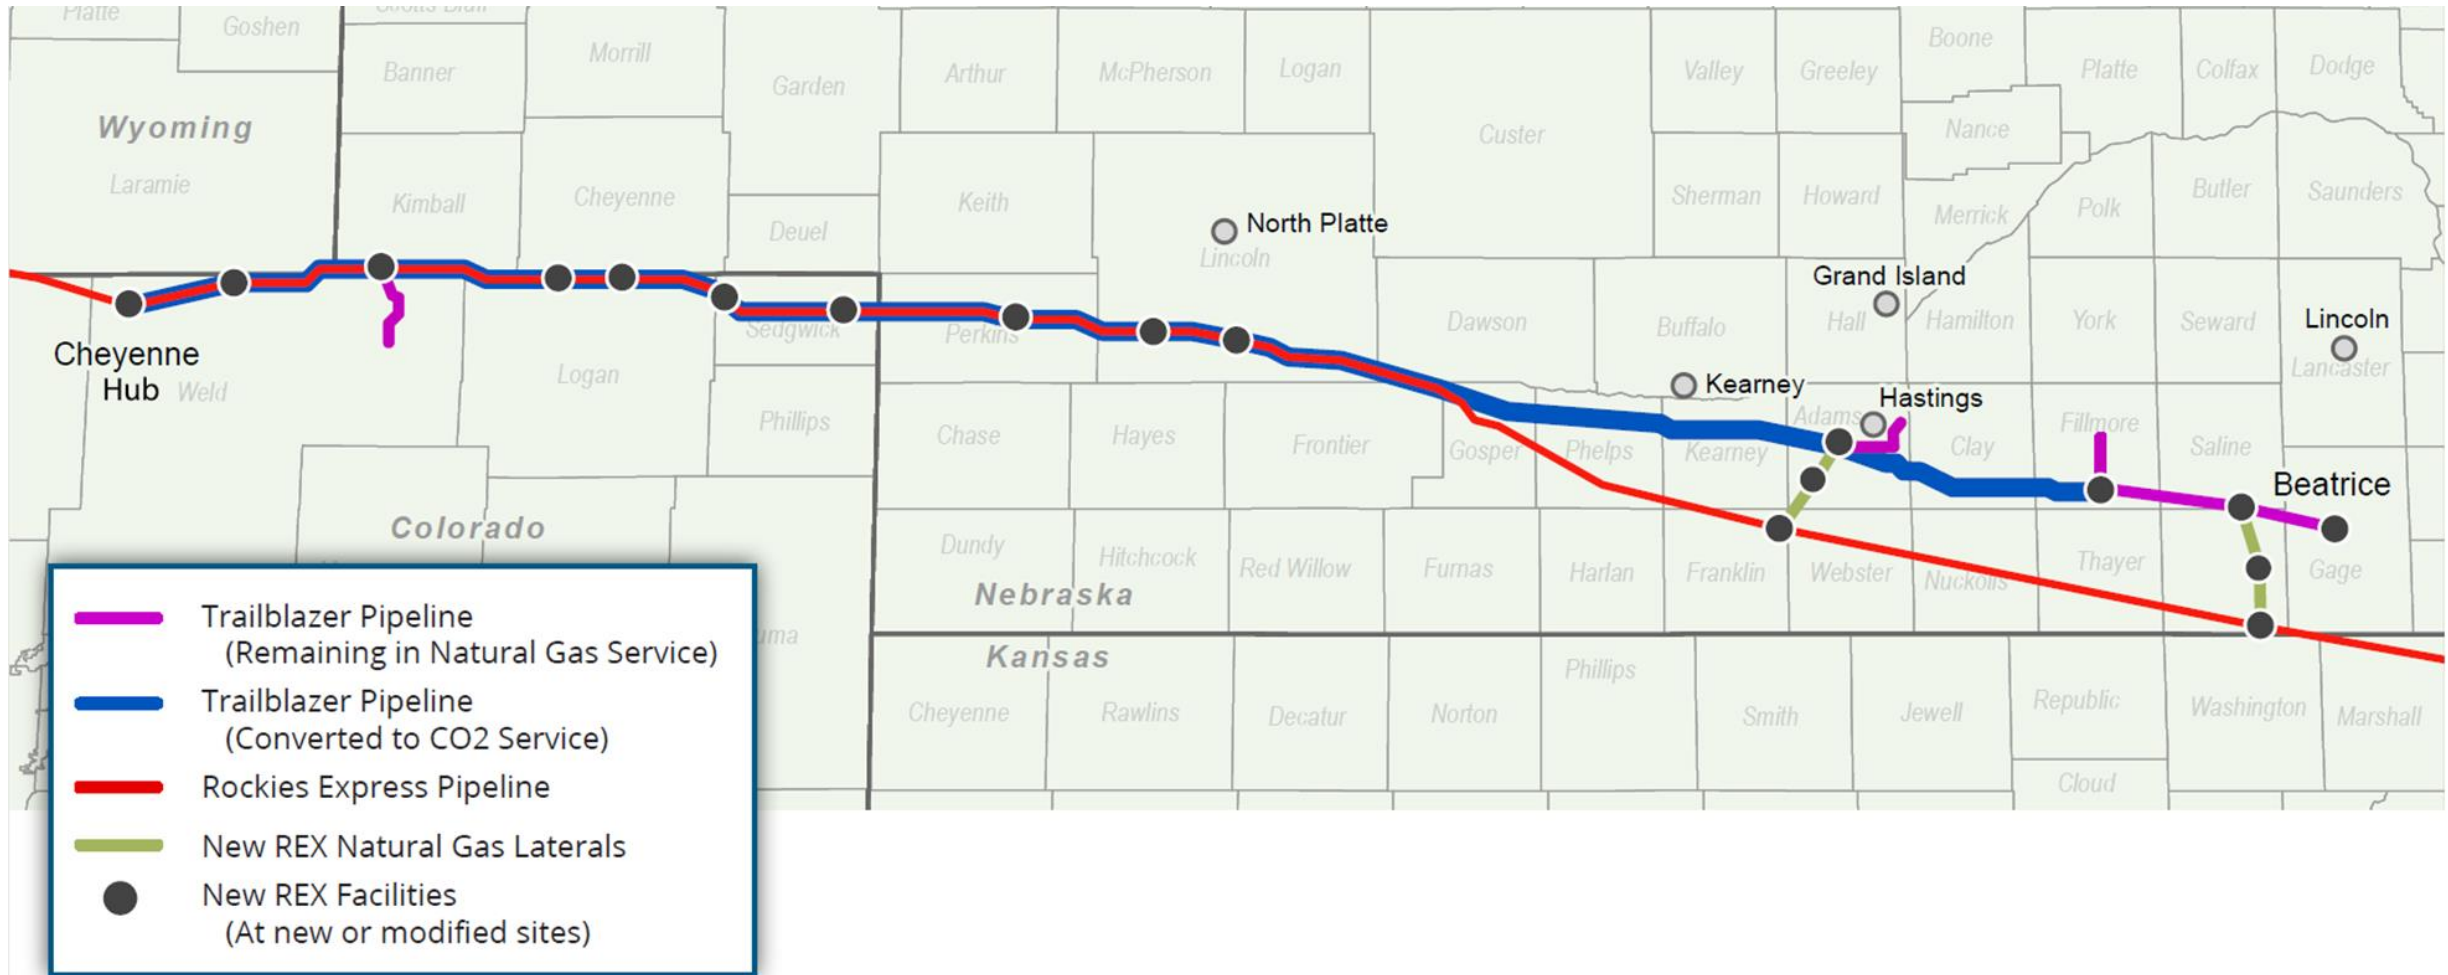 Platte
Goshen
Scotts Bluff
Banner
Morrill
Garden
Arthur
McPherson
Logan
Valley
Greeley
Boone
Platte
Colfax
Dodge
Wyoming
Custer
Nance
Laramie
Kimball
Cheyenne
Keith
Sherman
Howard
Merrick
Polk
Butler
Saunders
Deuel
North Platte
Lincoln
Grand Island
Cheyenne
Hub
Weld
Logan
Sedgwick
Perkins
Dawson
Buffalo
Hall
Hamilton
York
Seward
Lincoln
Lancaster
Kearney
Hastings
Phillips
Chase
Hayes
Frontier
Gosper
Phelps
Kearney
Adams
Clay
Fillmore
Saline
Beatrice
Colorado
Dundy
Hitchcock
Red Willow
Furnas
Harlan
Franklin
Webster
Nuckolls
Thayer
Gage
Nebraska
Kansas
Cheyenne
Rawlins
Decatur
Norton
Phillips
Smith
Jewell
Republic
Washington
Marshall
Cloud
Trailblazer Pipeline
(Remaining in Natural Gas Service)
Trailblazer Pipeline
(Converted to CO2 Service)
Rockies Express Pipeline
New REX Natural Gas Laterals
New REX Facilities
(At new or modified sites)